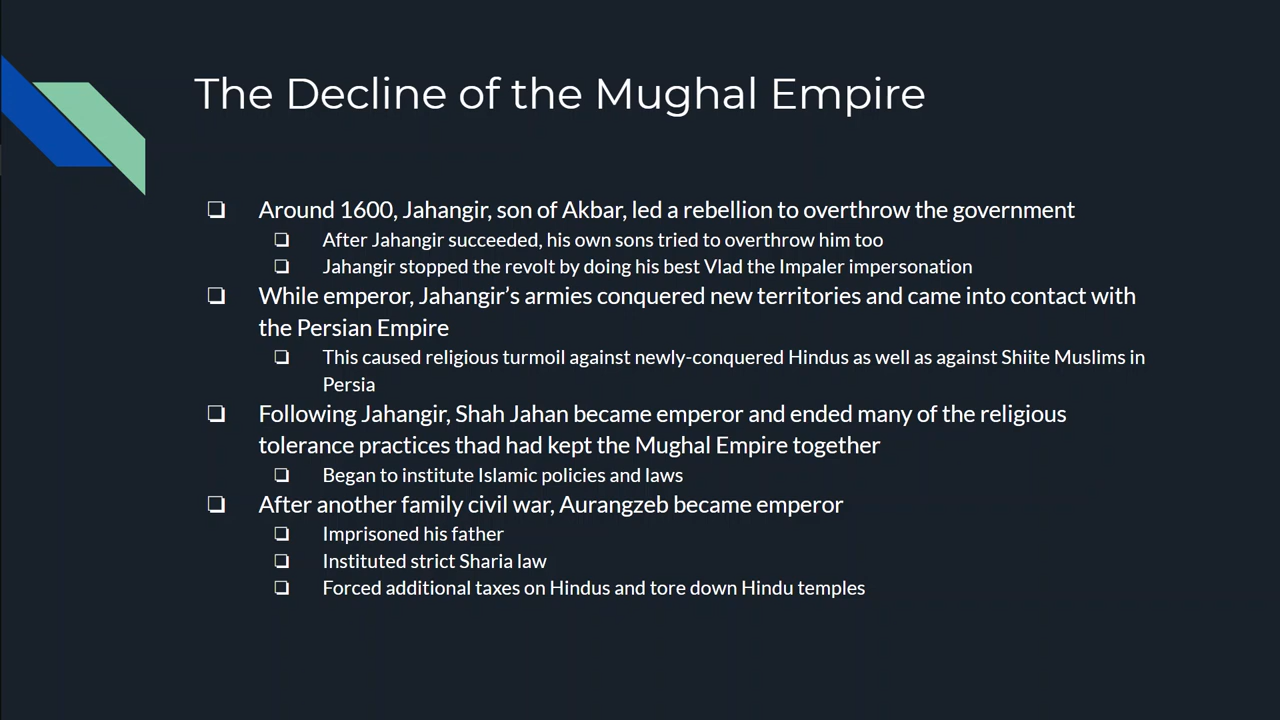 The Decline of the Mughal Empire
❏ Around 1600, Jahangir, son of Akbar, led a rebellion to overthrow the government
❏ After Jahangir succeeded, his own sons tried to overthrow him too
❏ Jahangir stopped the revolt by doing his best Vlad the Impaler impersonation
❏ While emperor, Jahangir’s armies conquered new territories and came into contact with
the Persian Empire
❏ This caused religious turmoil against newly-conquered Hindus as well as against Shiite Muslims in
Persia
❏ Following Jahangir, Shah Jahan became emperor and ended many of the religious
tolerance practices thad had kept the Mughal Empire together
❏ Began to institute Islamic policies and laws
❏ After another family civil war, Aurangzeb became emperor
❏ Imprisoned his father
❏ Instituted strict Sharia law
❏ Forced additional taxes on Hindus and tore down Hindu temples